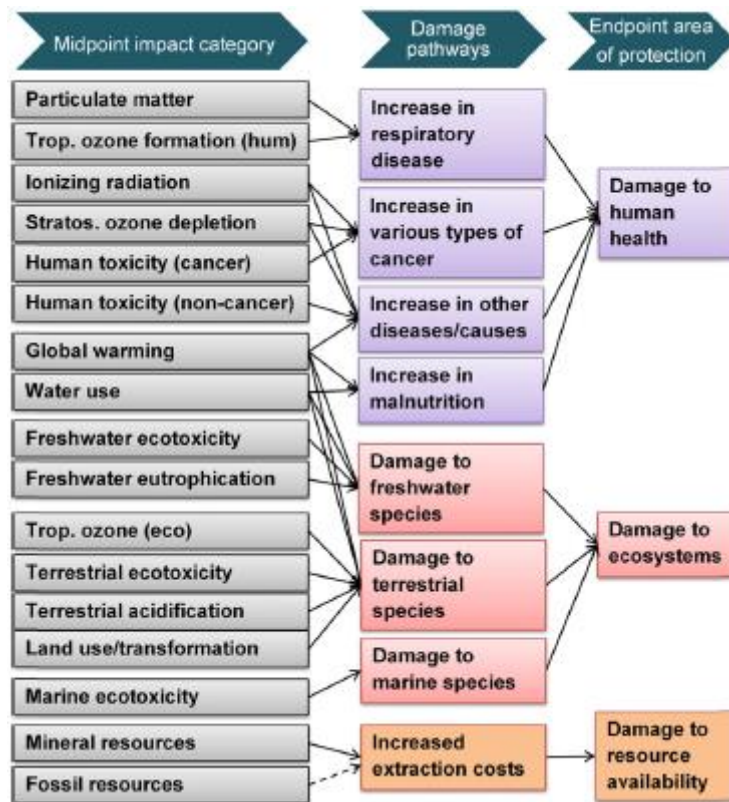 Midpoint impact category
Damage
pathways
Endpoint area
of protection
Particulate matter
Trop. ozone formation (hum)
Ionizing radiation
Stratos. ozone depletion
Human toxicity (cancer)
Human toxicity (non-cancer)
Global warming
Water use
Freshwater ecotoxicity
Freshwater eutrophication
Trop. ozone (eco)
Terrestrial ecotoxicity
Terrestrial acidification
Land use/transformation
Marine ecotoxicity
Mineral resources
Fossil resources
Increase in
respiratory
disease
Increase in
various types of
cancer
Increase in other
diseases/causes
Increase in
malnutrition
Damage to
freshwater
species
Damage to
terrestrial
species
Damage to
marine species
Increased
extraction costs
Damage to
human
health
Damage to
ecosystems
Damage to
resource
availability